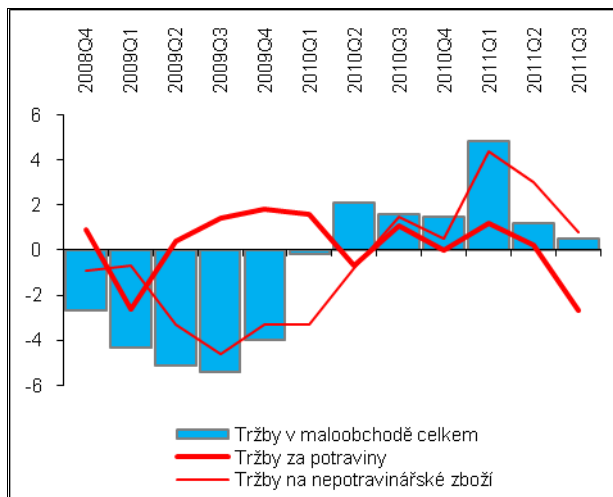 2008Q4
2009Q1
2009Q2
2009Q3
2009Q4
2010Q1
2010Q2
2010Q3
2010Q4
2011Q1
2011Q2
2011Q3
6
4
2
0
-2
-4
-6
Tržby v maloobchodě celkem
Tržby za potraviny
Tržby na nepotravinářské zboží